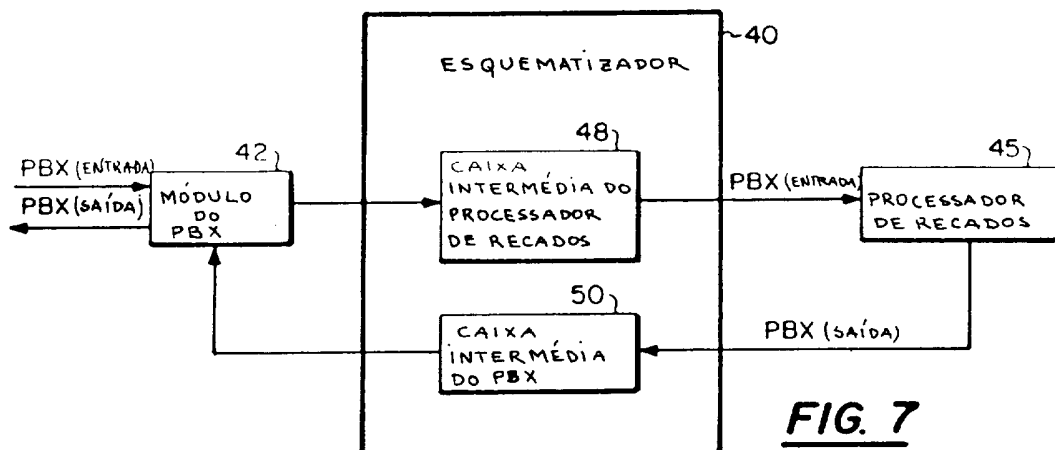 40
ESQUEMATIZADOR
48
CAIXA
INTERMÉDIA DO
PROCESSADOR
DE RECADOS
42
PBX (ENTRADA)
PBX (SAÍDA)
MÓDULO
DO
PBX
PBX (ENTRADA)
45
PROCESSADOR
DE RECADOS
50
CAIXA
INTERMÉDIA
DO PBX
PBX (SAÍDA)
FIG. 7